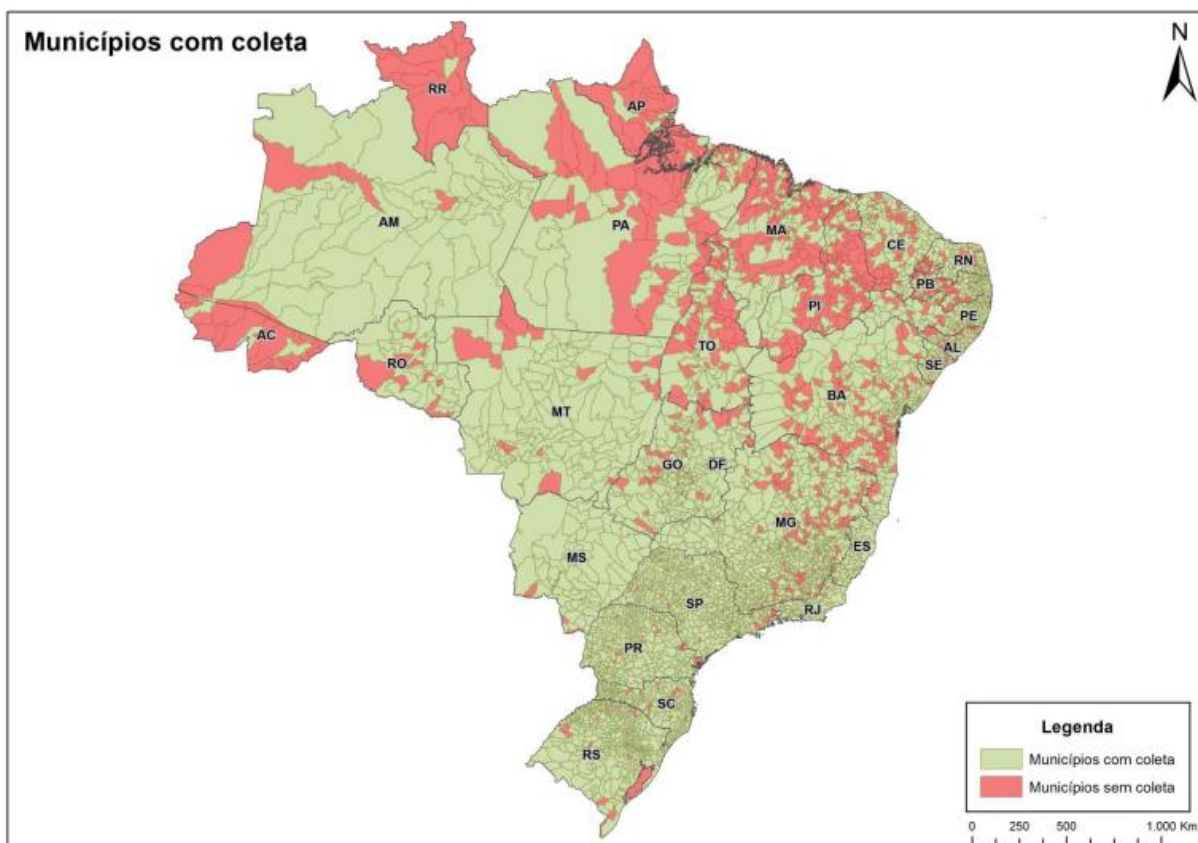 Municípios com coleta
N
RR
AP
AM
PA
MA
CE
RN
PB
PI
PE
AC
TO
AL
RO
SE
BA
MT
GO
DF
MG
MS
ES
SP
RJ
PR
SC
RS
Legenda
Municípios com coleta
Municípios sem coleta
0 250 500 1.000 Km